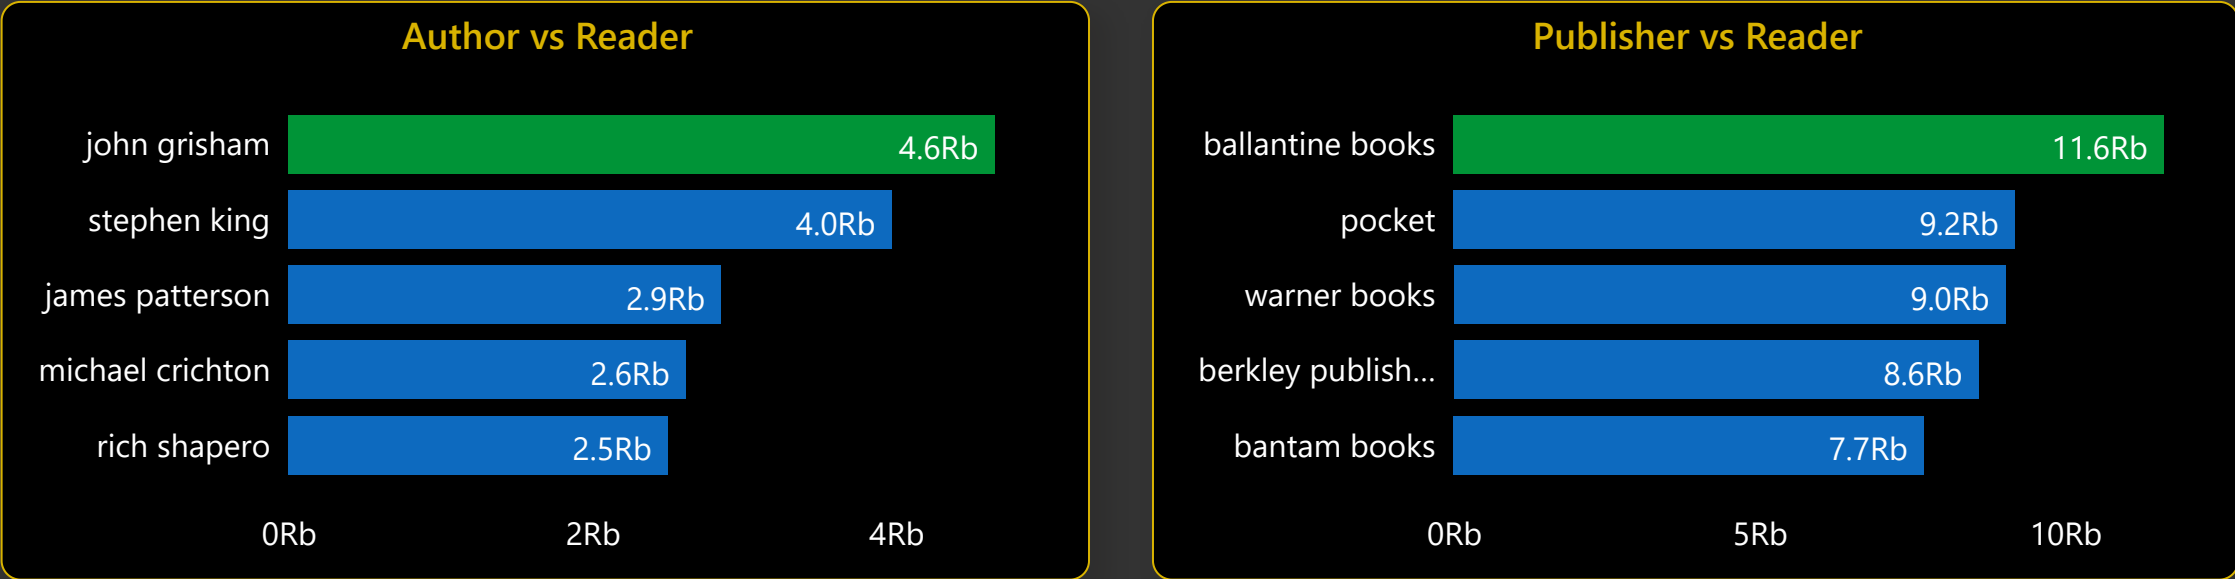 Author vs Reader
john grisham 4.6Rb
stephen king 4.0Rb
james patterson 2.9Rb
michael crichton 2.6Rb
rich shapero 2.5Rb
0Rb 2Rb 4Rb
Publisher vs Reader
ballantine books 11.6Rb
pocket 9.2Rb
warner books 9.0Rb
berkley publish... 8.6Rb
bantam books 7.7Rb
0Rb 5Rb 10Rb